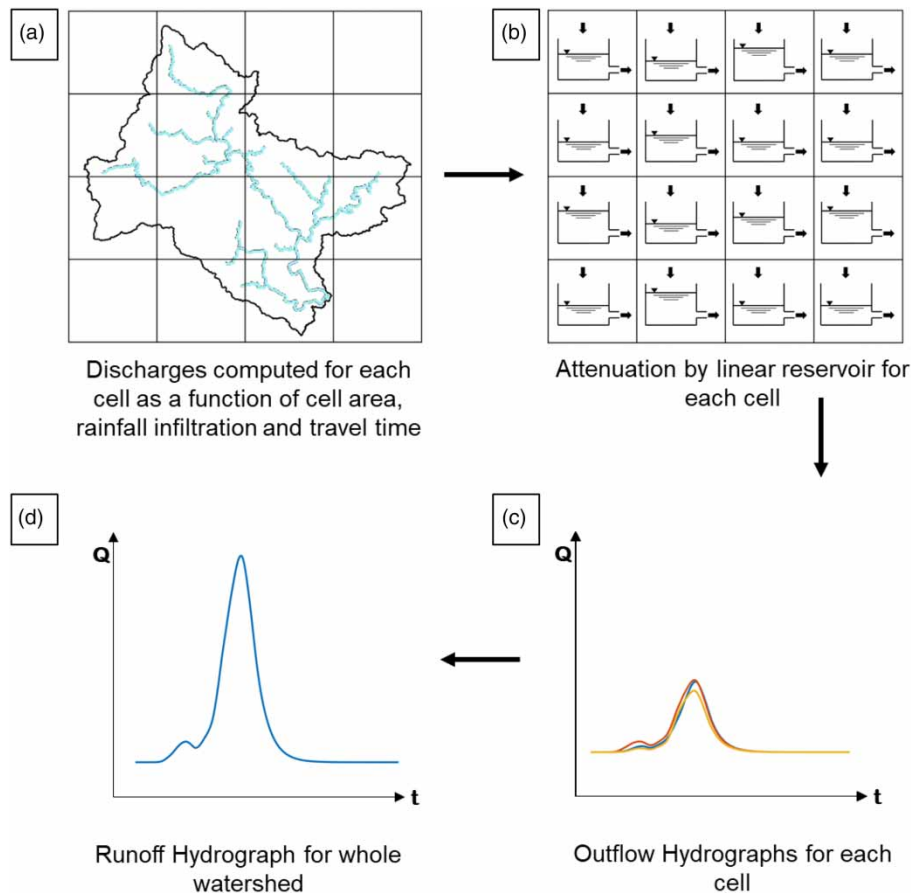 (a)
Discharges computed for each
cell as a function of cell area,
rainfall infiltration and travel time
(b)
Attenuation by linear reservoir for
each cell
(d)
Q
t
Runoff Hydrograph for whole
watershed
(c)
Q
t
Outflow Hydrographs for each
cell